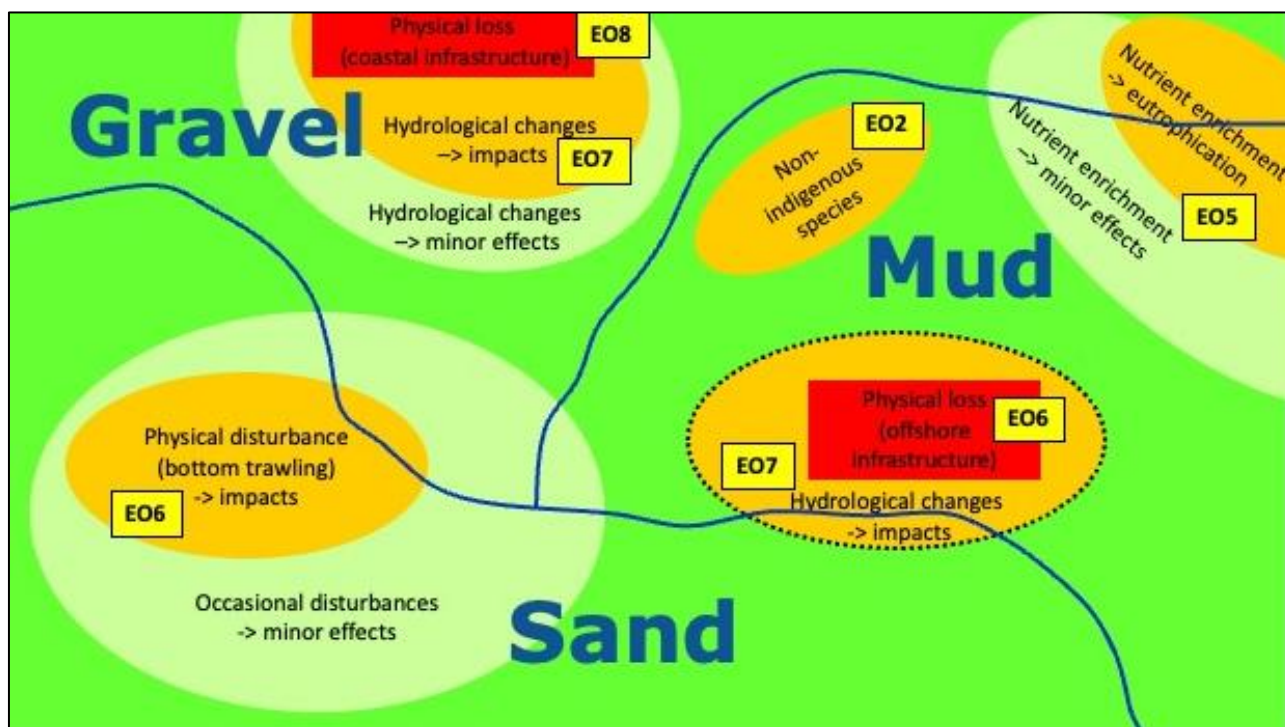 Physical loss
(coastal infrastructure)
EO8
Gravel
Hydrological changes
–> impacts
EO7
Hydrological changes
–> minor effects
EO2
Non-
indigenous
species
Nutrient enrichment
-> eutrophication
Nutrient enrichment
–> minor effects
EO5
Mud
Physical disturbance
(bottom trawling)
-> impacts
EO6
Physical loss
(offshore
infrastructure)
EO6
EO7
Hydrological changes
-> impacts
Occasional disturbances
-> minor effects
Sand